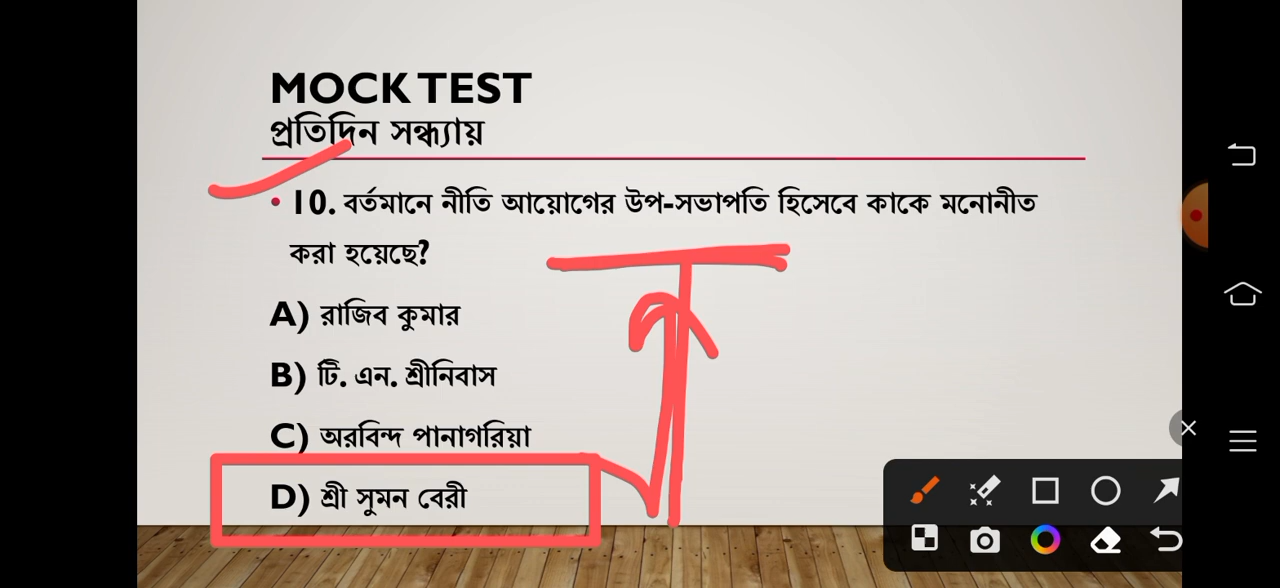 MOCK TEST
প্রতিদিন সন্ধ্যায়
• 10. বর্তমানে নীতি আয়োগের উপ-সভাপতি হিসেবে কাকে মনোনীত
করা হয়েছে?
A) রাজিব কুমার
B) টি. এন. শ্রীনিবাস
C) অরবিন্দ পানাগরিয়া
D) শ্রী সুমন বেরী